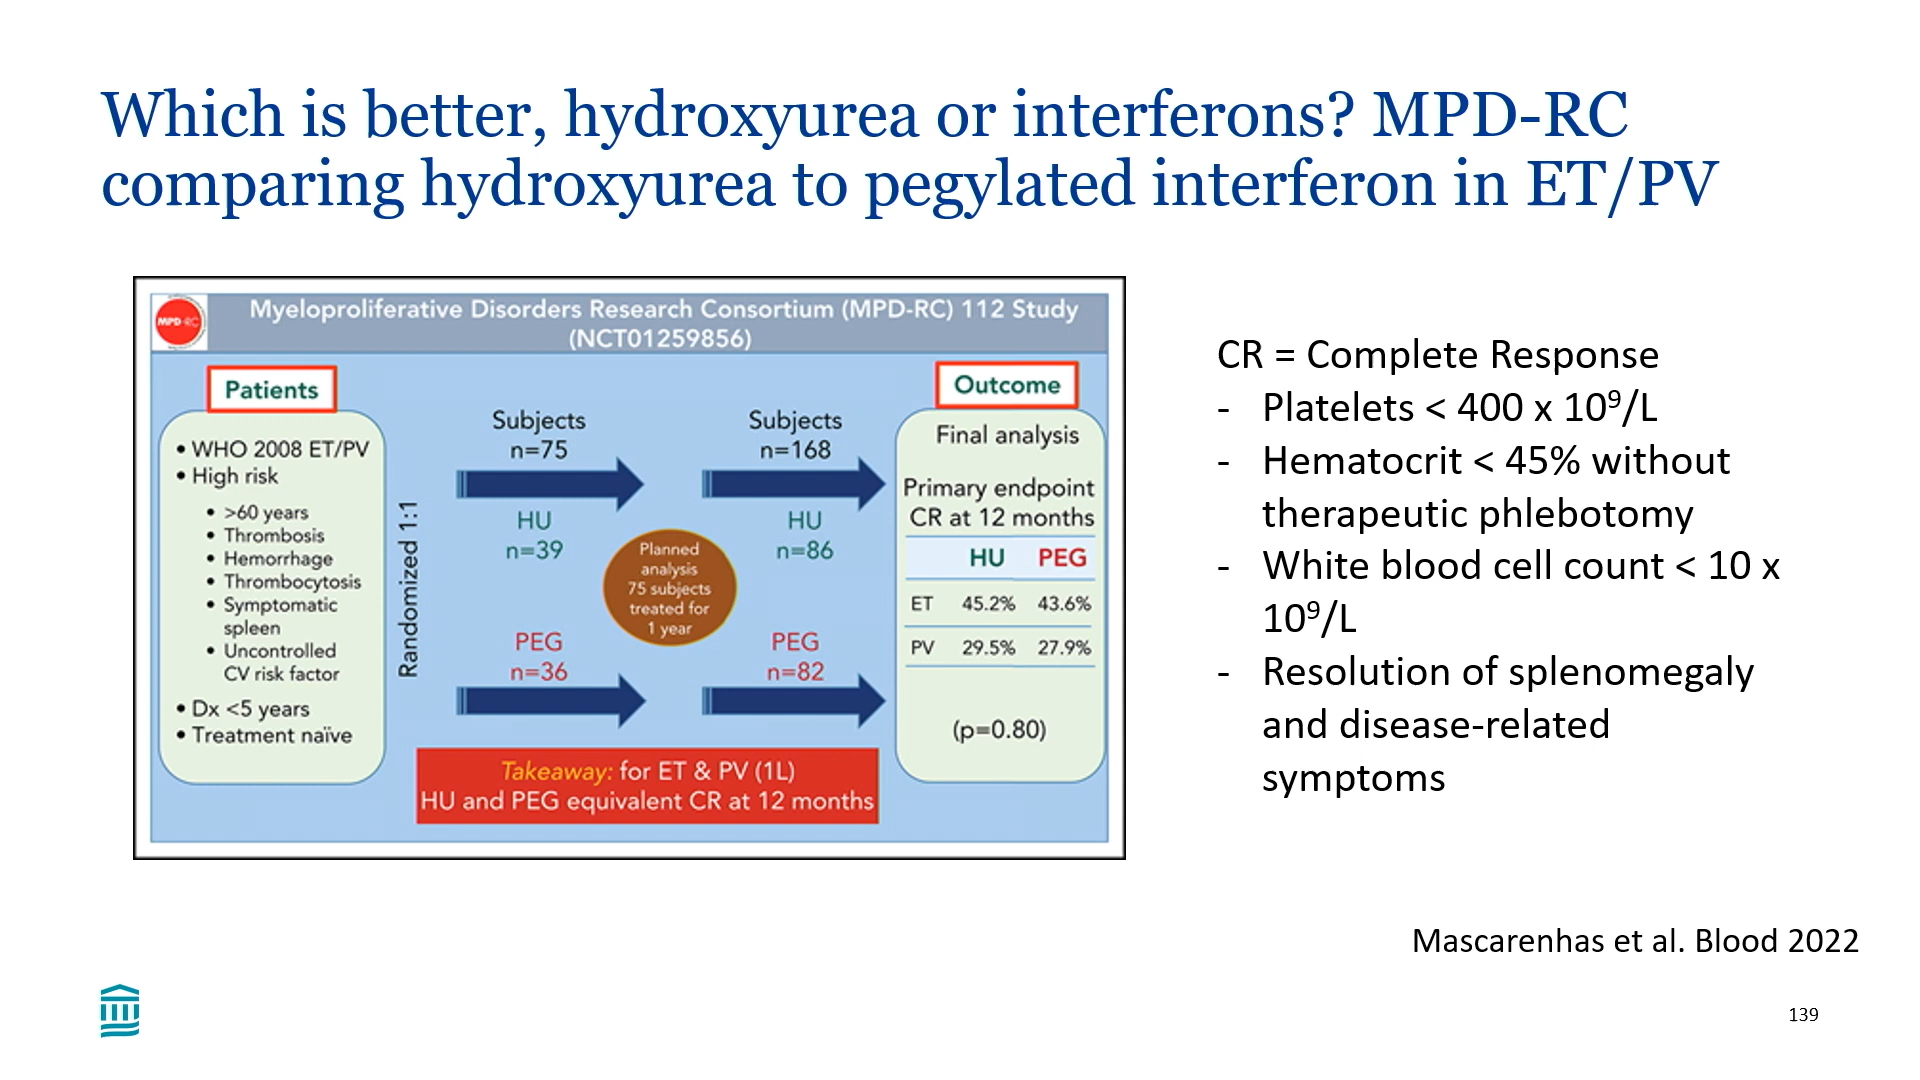 Which is better, hydroxyurea or interferons? MPD-RC
comparing hydroxyurea to pegylated interferon in ET/PV
MPD-RC
Myeloproliferative Disorders Research Consortium (MPD-RC) 112 Study
(NCT01259856)
Patients
• WHO 2008 ET/PV
• High risk
• >60 years
• Thrombosis
• Hemorrhage
• Thrombocytosis
• Symptomatic
spleen
• Uncontrolled
CV risk factor
• Dx <5 years
• Treatment naïve
Randomized 1:1
Subjects
n=75
HU
n=39
Planned
analysis
75 subjects
treated for
1 year
PEG
n=36
Subjects
n=168
HU
n=86
PEG
n=82
Takeaway: for ET & PV (1L)
HU and PEG equivalent CR at 12 months
Outcome
Final analysis
Primary endpoint
CR at 12 months
HU PEG
ET 45.2% 43.6%
PV 29.5% 27.9%
(p=0.80)
CR = Complete Response
- Platelets < 400 x 10⁹/L
- Hematocrit < 45% without
therapeutic phlebotomy
- White blood cell count < 10 x
10⁹/L
- Resolution of splenomegaly
and disease-related
symptoms
Mascarenhas et al. Blood 2022
139